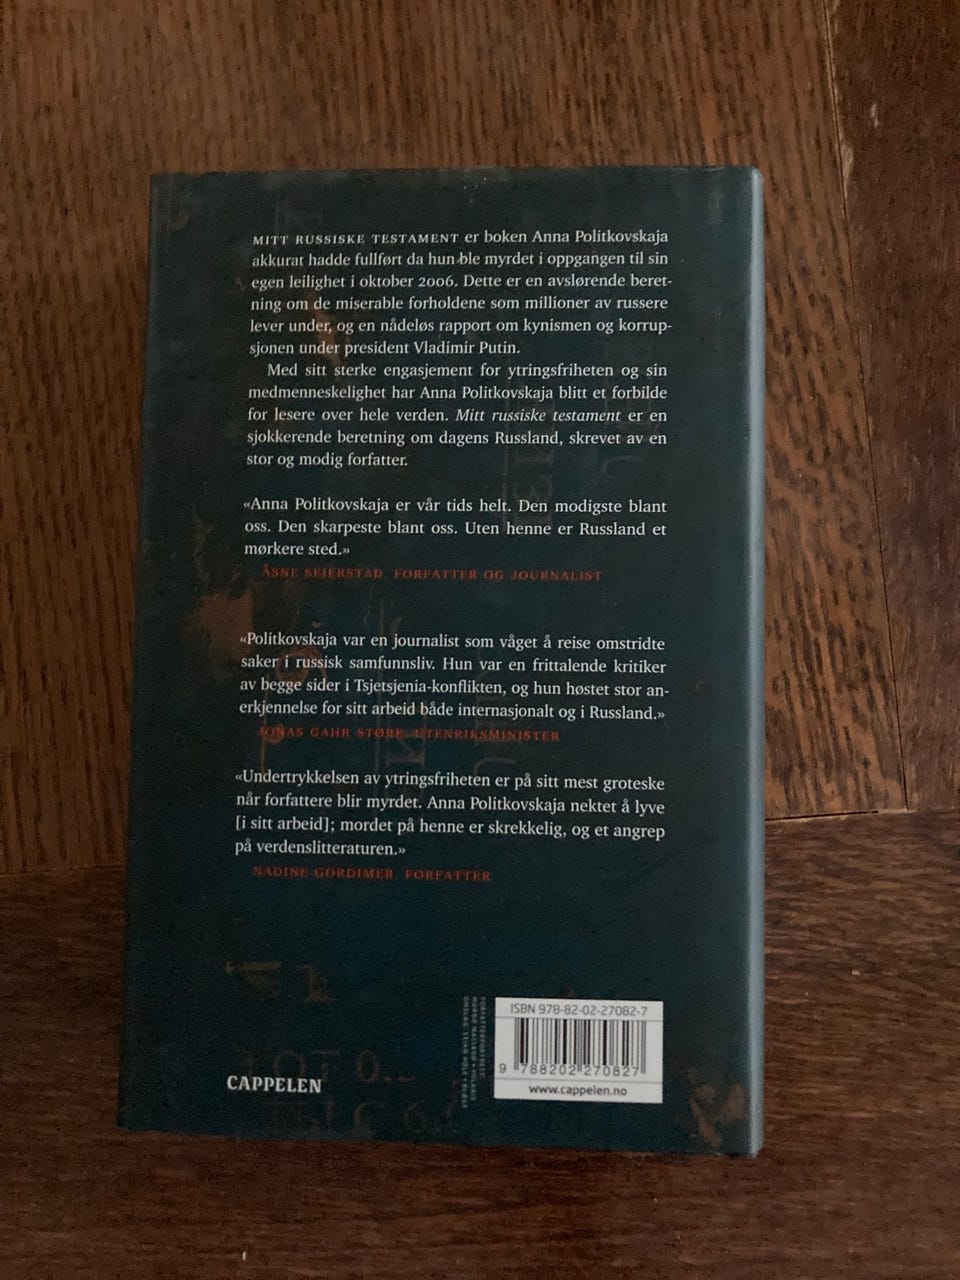 MITT RUSSISKE TESTAMENT er boken Anna Politkovskaja
akkurat hadde fullført da hun ble myrdet i oppgangen til sin
egen leilighet i oktober 2006. Dette er en avslørende beret-
ning om de miserable forholdene som millioner av russere
lever under, og en nådeløs rapport om kynismen og korrup-
sjonen under president Vladimir Putin.
Med sitt sterke engasjement for ytringsfriheten og sin
medmenneskelighet har Anna Politkovskaja blitt et forbilde
for lesere over hele verden. Mitt russiske testament er en
sjokkerende beretning om dagens Russland, skrevet av en
stor og modig forfatter.
«Anna Politkovskaja er vår tids helt. Den modigste blant
oss. Den skarpeste blant oss. Uten henne er Russland et
mørkere sted.»
ÅSNE SEIERSTAD, FORFATTER OG JOURNALIST
«Politkovskaja var en journalist som våget å reise omstridte
saker i russisk samfunnsliv. Hun var en frittalende kritiker
av begge sider i Tsjetsjenia-konflikten, og hun høstet stor an-
erkjennelse for sitt arbeid både internasjonalt og i Russland.»
JONAS GAHR STØRE, UTENRIKSMINISTER
«Undertrykkelsen av ytringsfriheten er på sitt mest groteske
når forfattere blir myrdet. Anna Politkovskaja nektet å lyve
[i sitt arbeid]; mordet på henne er skrekkelig, og et angrep
på verdenslitteraturen.»
NADINE GORDIMER, FORFATTER
CAPPELEN
FORFATTERPORTRETT:
MURDO MACLEOD • POLARIS
OMSLAG: STIAN HOLE •
ISBN 978-82-02-27082-7
9 788202 270827
www.cappelen.no